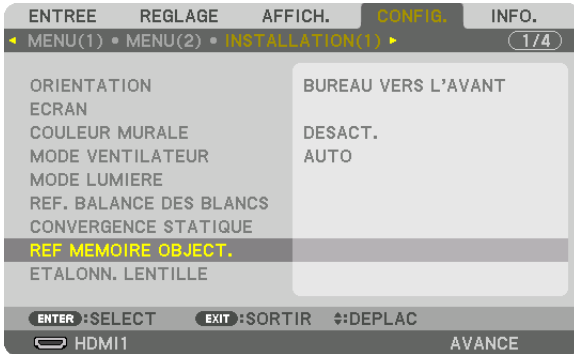 ENTREE REGLAGE AFFICH. CONFIG. INFO.
MENU(1) • MENU(2) • INSTALLATION(1) 1/4
ORIENTATION BUREAU VERS L'AVANT
ECRAN
COULEUR MURALE DESACT.
MODE VENTILATEUR AUTO
MODE LUMIERE
REF. BALANCE DES BLANCS
CONVERGENCE STATIQUE
REF MEMOIRE OBJECT.
ETALONN. LENTILLE
ENTER :SELECT EXIT :SORTIR :DEPLAC
HDMI1 AVANCE